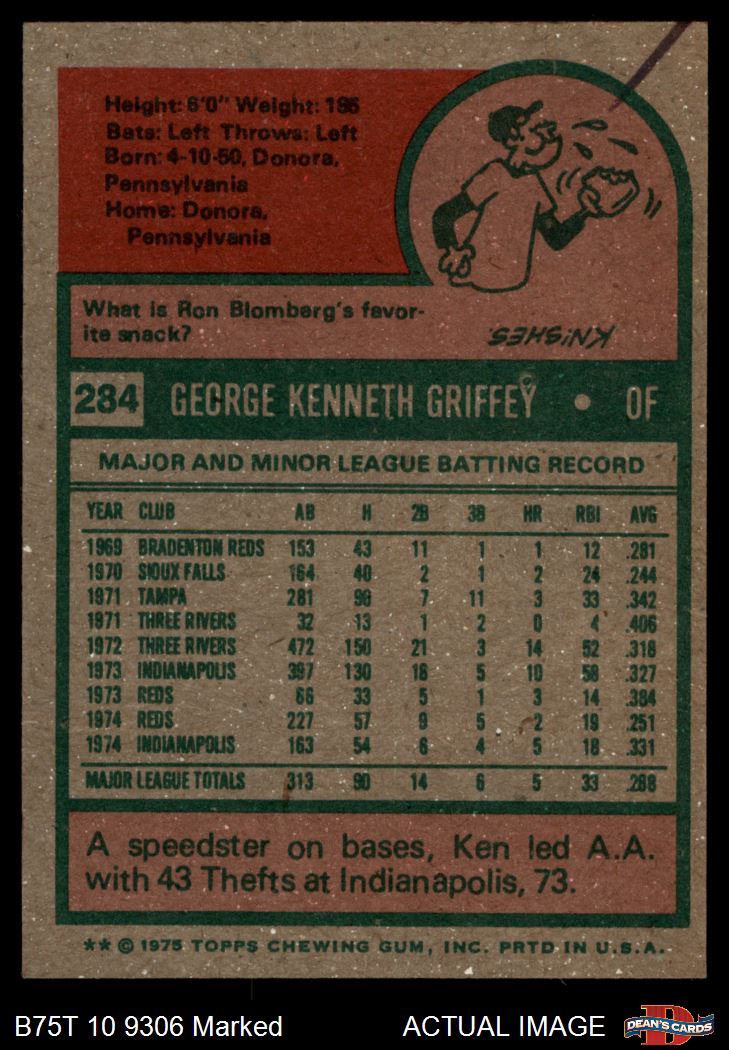 Height: 6'0" Weight: 195
Bats: Left Throws: Left
Born: 4-10-50, Donora,
Pennsylvania
Home: Donora,
Pennsylvania
What is Ron Blomberg's favor-
ite snack?
KNiSHES.
284 GEORGE KENNETH GRIFFEY • OF
MAJOR AND MINOR LEAGUE BATTING RECORD
YEAR CLUB AB H 2B 3B HR RBI AVG
1969 BRADENTON REDS 153 43 11 1 1 12 .281
1970 SIOUX FALLS 164 40 2 1 2 24 .244
1971 TAMPA 281 96 7 11 3 33 .342
1971 THREE RIVERS 32 13 1 2 0 4 .406
1972 THREE RIVERS 472 150 21 3 14 52 .318
1973 INDIANAPOLIS 397 130 18 5 10 58 .327
1973 REDS 86 33 5 1 3 14 .384
1974 REDS 227 57 9 5 2 19 .251
1974 INDIANAPOLIS 163 54 6 4 5 18 .331
MAJOR LEAGUE TOTALS 313 90 14 6 5 33 .288
A speedster on bases, Ken led A.A.
with 43 Thefts at Indianapolis, 73.
** © 1975 TOPPS CHEWING GUM, INC. PRTD IN U.S.A.
B75T 10 9306 Marked ACTUAL IMAGE DEAN'S CARDS